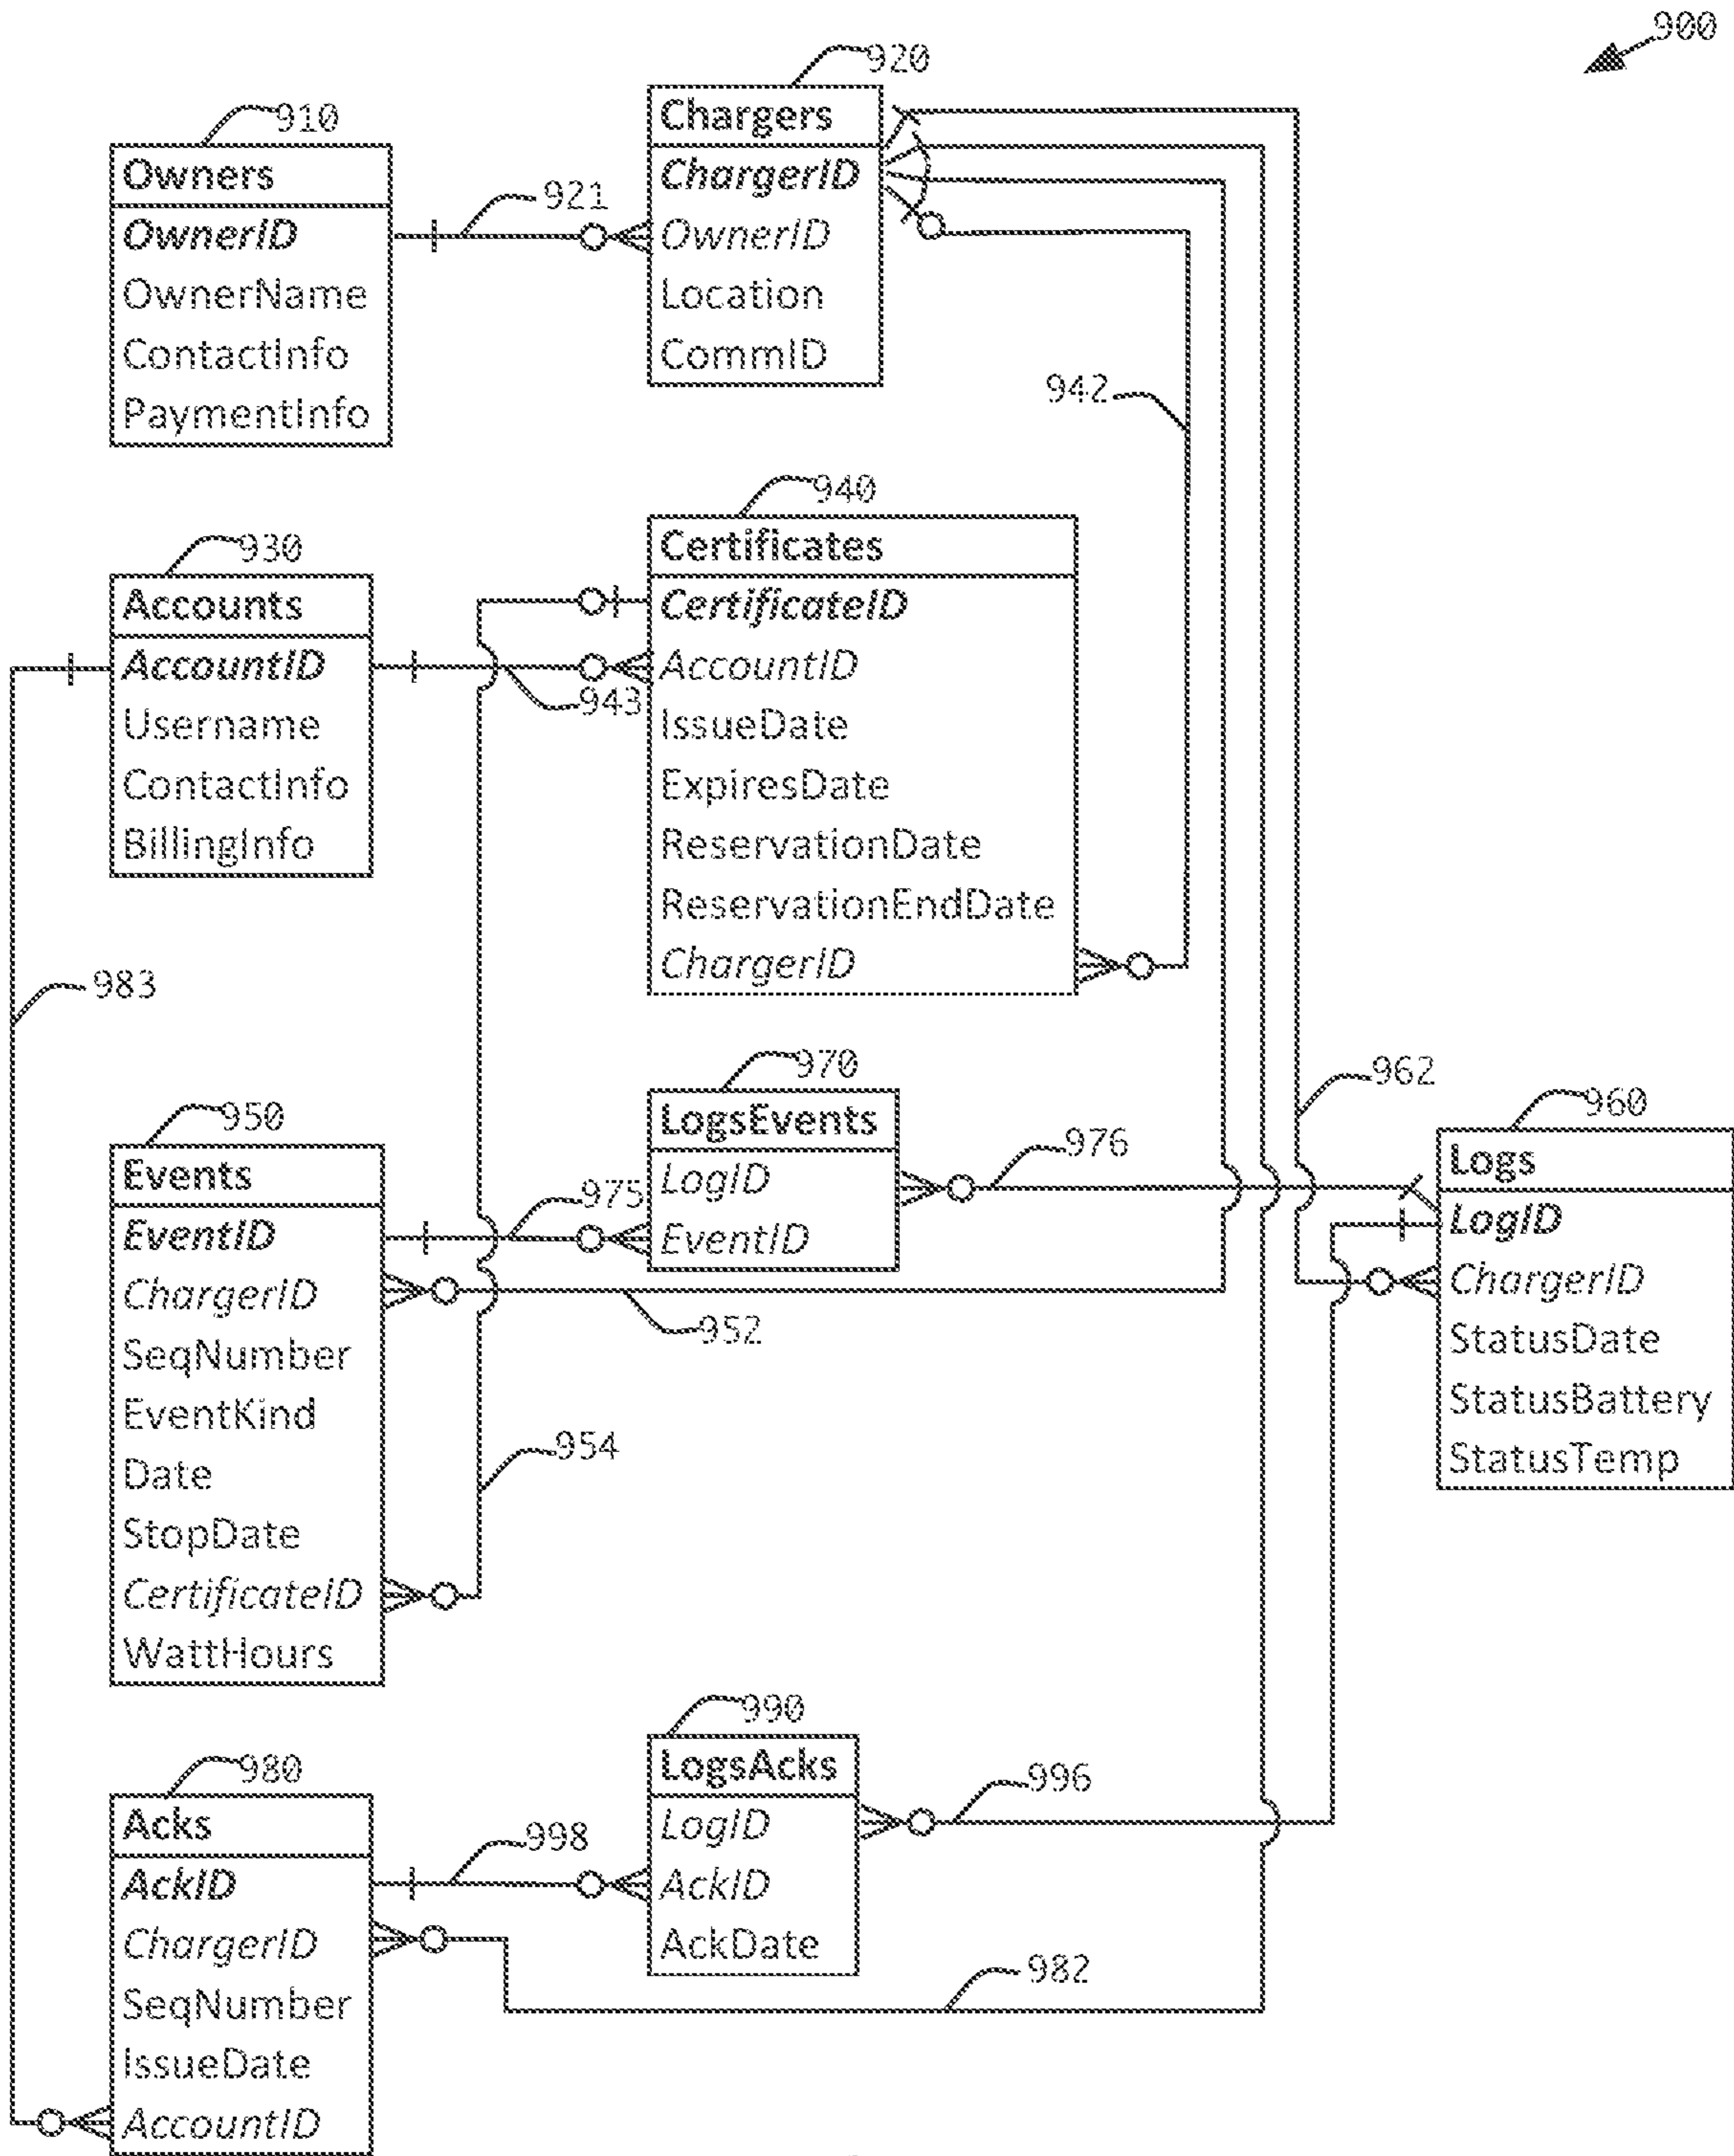 900
920
Chargers
ChargerID
OwnerID
Location
CommID
910
Owners
OwnerID
OwnerName
ContactInfo
PaymentInfo
921
942
940
Certificates
CertificateID
AccountID
IssueDate
ExpiresDate
ReservationDate
ReservationEndDate
ChargerID
930
Accounts
AccountID
Username
ContactInfo
BillingInfo
943
983
970
LogsEvents
LogID
EventID
962
960
Logs
LogID
ChargerID
StatusDate
StatusBattery
StatusTemp
976
950
Events
EventID
ChargerID
SeqNumber
EventKind
Date
StopDate
CertificateID
WattHours
975
952
954
990
LogsAcks
LogID
AckID
AckDate
996
980
Acks
AckID
ChargerID
SeqNumber
IssueDate
AccountID
998
982